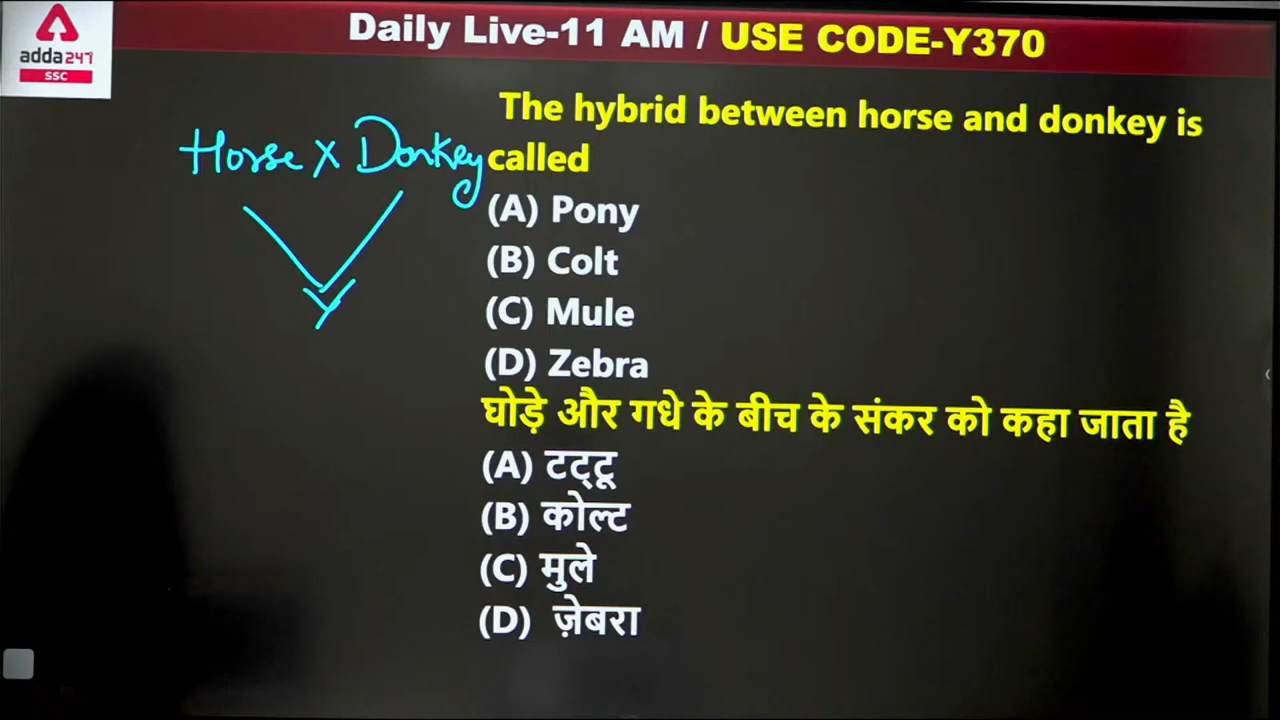 adda247
SSC
Daily Live-11 AM / USE CODE-Y370
Horse X Donkey
The hybrid between horse and donkey is
called
(A) Pony
(B) Colt
(C) Mule
(D) Zebra
घोड़े और गधे के बीच के संकर को कहा जाता है
(A) टट्टू
(B) कोल्ट
(C) मुले
(D) ज़ेबरा